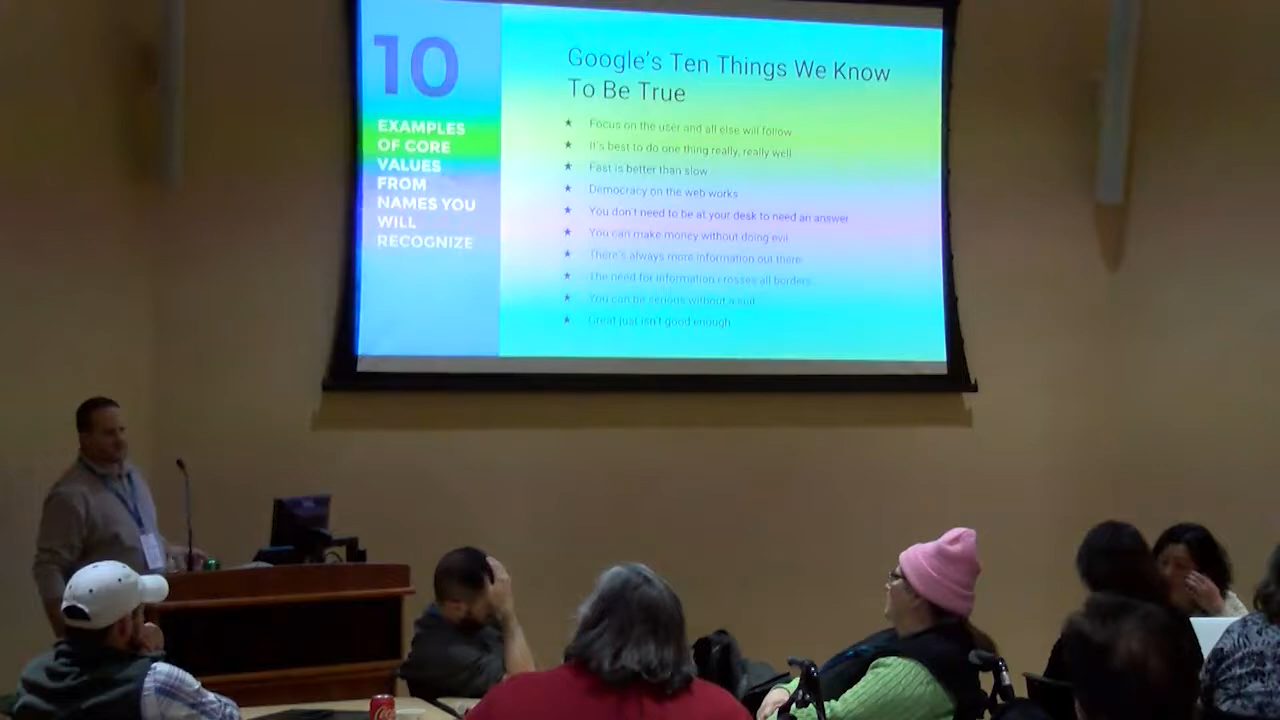 10
EXAMPLES
OF CORE
VALUES
FROM
NAMES YOU
WILL
RECOGNIZE
Google's Ten Things We Know
To Be True
★ Focus on the user and all else will follow
★ It's best to do one thing really, really well
★ Fast is better than slow
★ Democracy on the web works
★ You don't need to be at your desk to need an answer
★ You can make money without doing evil
★ There's always more information out there
★ The need for information crosses all borders
★ You can be serious without a suit
★ Great just isn't good enough